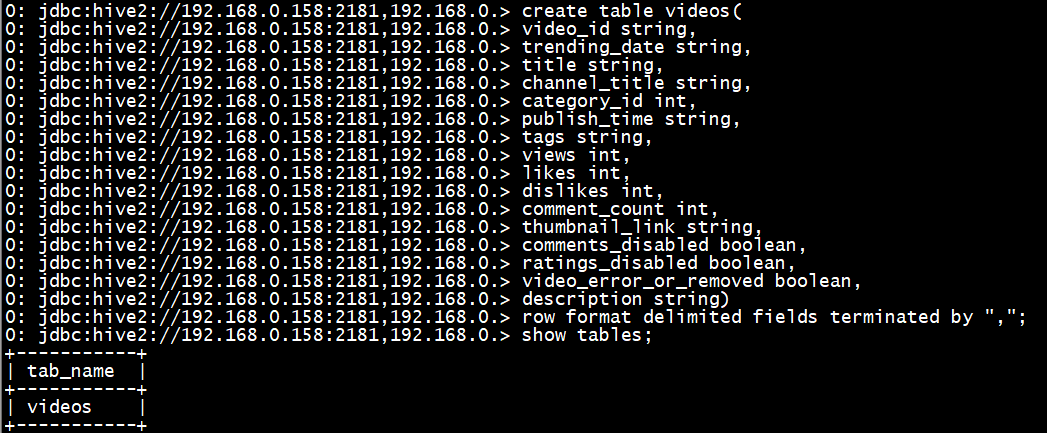 0: jdbc:hive2://192.168.0.158:2181,192.168.0.> create table videos(
0: jdbc:hive2://192.168.0.158:2181,192.168.0.> video_id string,
0: jdbc:hive2://192.168.0.158:2181,192.168.0.> trending_date string,
0: jdbc:hive2://192.168.0.158:2181,192.168.0.> title string,
0: jdbc:hive2://192.168.0.158:2181,192.168.0.> channel_title string,
0: jdbc:hive2://192.168.0.158:2181,192.168.0.> category_id int,
0: jdbc:hive2://192.168.0.158:2181,192.168.0.> publish_time string,
0: jdbc:hive2://192.168.0.158:2181,192.168.0.> tags string,
0: jdbc:hive2://192.168.0.158:2181,192.168.0.> views int,
0: jdbc:hive2://192.168.0.158:2181,192.168.0.> likes int,
0: jdbc:hive2://192.168.0.158:2181,192.168.0.> dislikes int,
0: jdbc:hive2://192.168.0.158:2181,192.168.0.> comment_count int,
0: jdbc:hive2://192.168.0.158:2181,192.168.0.> thumbnail_link string,
0: jdbc:hive2://192.168.0.158:2181,192.168.0.> comments_disabled boolean,
0: jdbc:hive2://192.168.0.158:2181,192.168.0.> ratings_disabled boolean,
0: jdbc:hive2://192.168.0.158:2181,192.168.0.> video_error_or_removed boolean,
0: jdbc:hive2://192.168.0.158:2181,192.168.0.> description string)
0: jdbc:hive2://192.168.0.158:2181,192.168.0.> row format delimited fields terminated by ",";
0: jdbc:hive2://192.168.0.158:2181,192.168.0.> show tables;
+-----------+
| tab_name  |
+-----------+
| videos    |
+-----------+